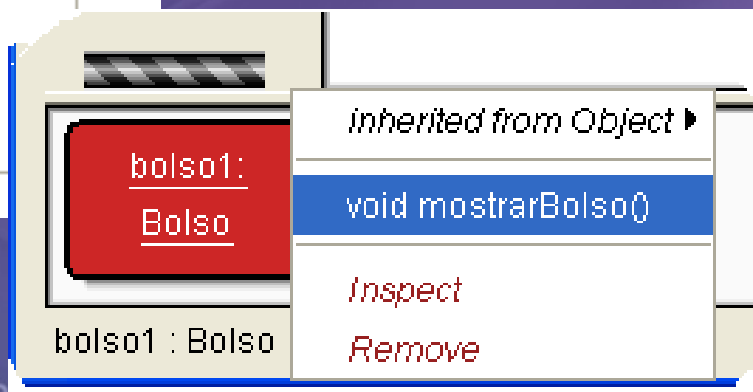 inherited from Object
bolso1:
Bolso
void mostrarBolso()
Inspect
bolso1 : Bolso
Remove